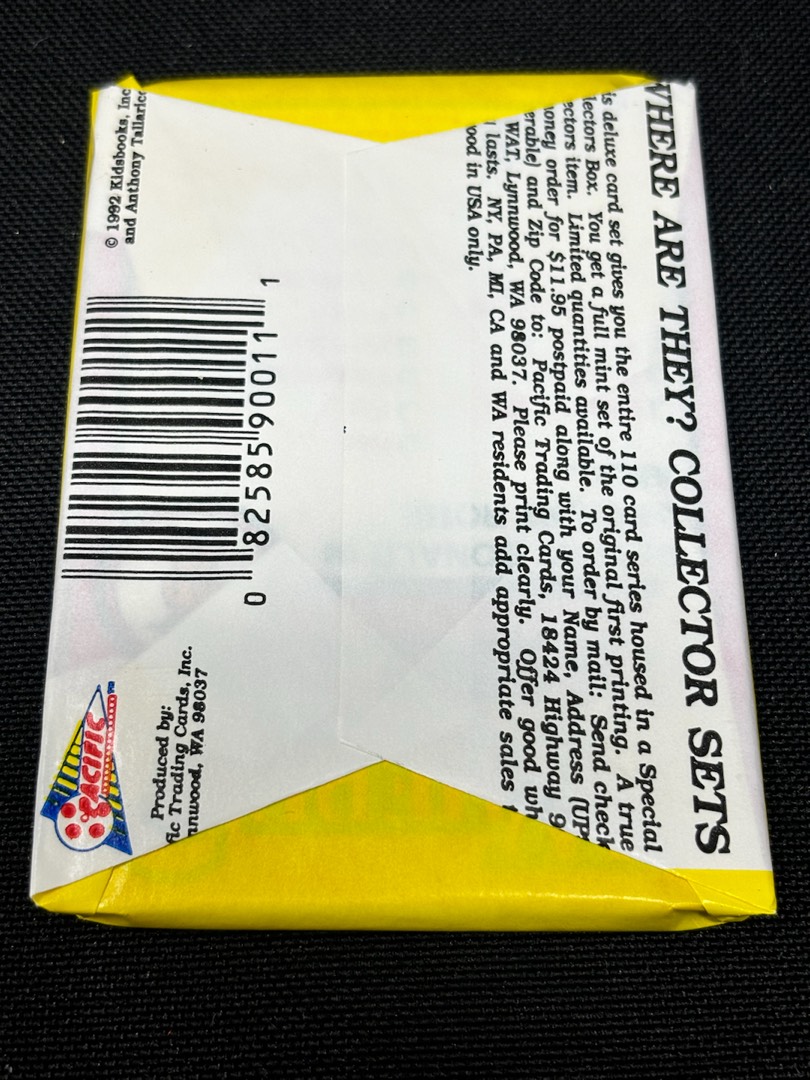 WHERE ARE THEY? COLLECTOR SETS
is deluxe card set gives you the entire 110 card series housed in a Special
lectors Box. You get a full mint set of the original first printing. A true
ectors item. Limited quantities available. To order by mail: Send check
oney order for $11.95 postpaid along with your Name, Address (UP
erable) and Zip Code to: Pacific Trading Cards, 18424 Highway 9
WAT, Lynnwood, WA 98037. Please print clearly. Offer good wh
lasts. NY, PA, MI, CA and WA residents add appropriate sales t
ood in USA only.
© 1992 Kidsbooks, Inc
and Anthony Tallarico
0 82585 90011 1
Produced by:
fic Trading Cards, Inc.
nnwood, WA 98037
PACIFIC